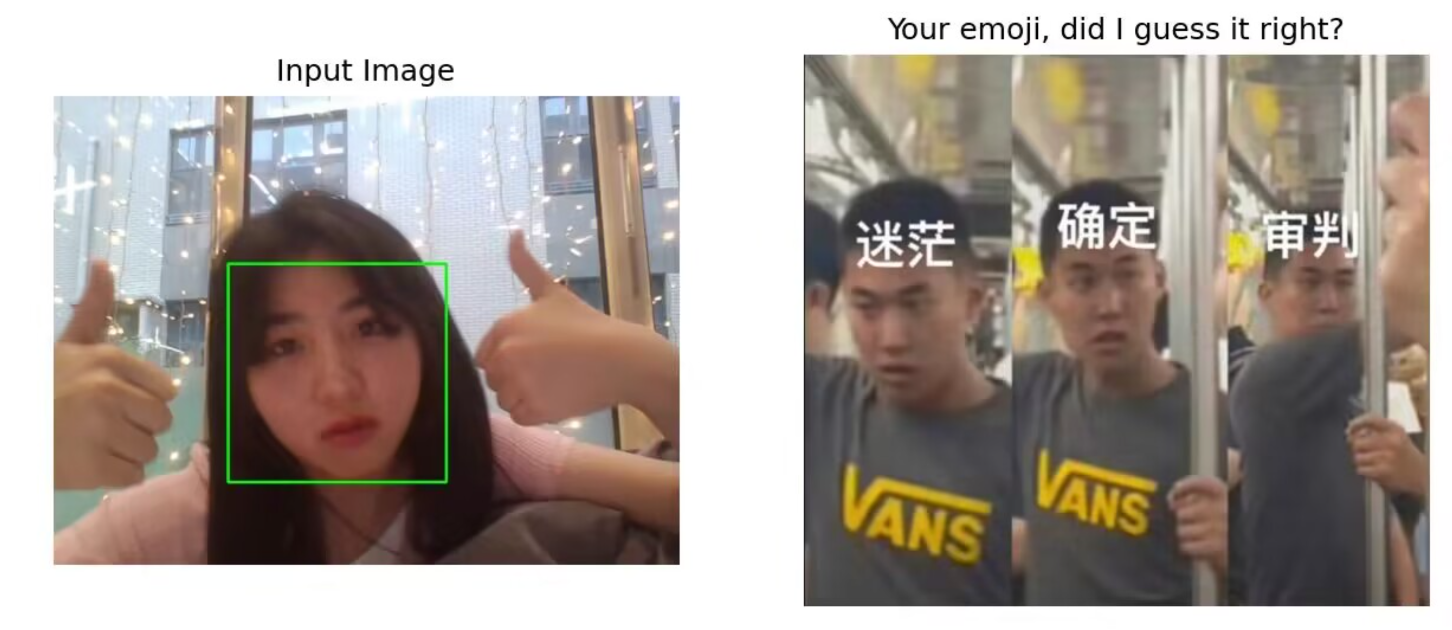 Input Image
Your emoji, did I guess it right?
迷茫
确定
审判
VANS
VANS